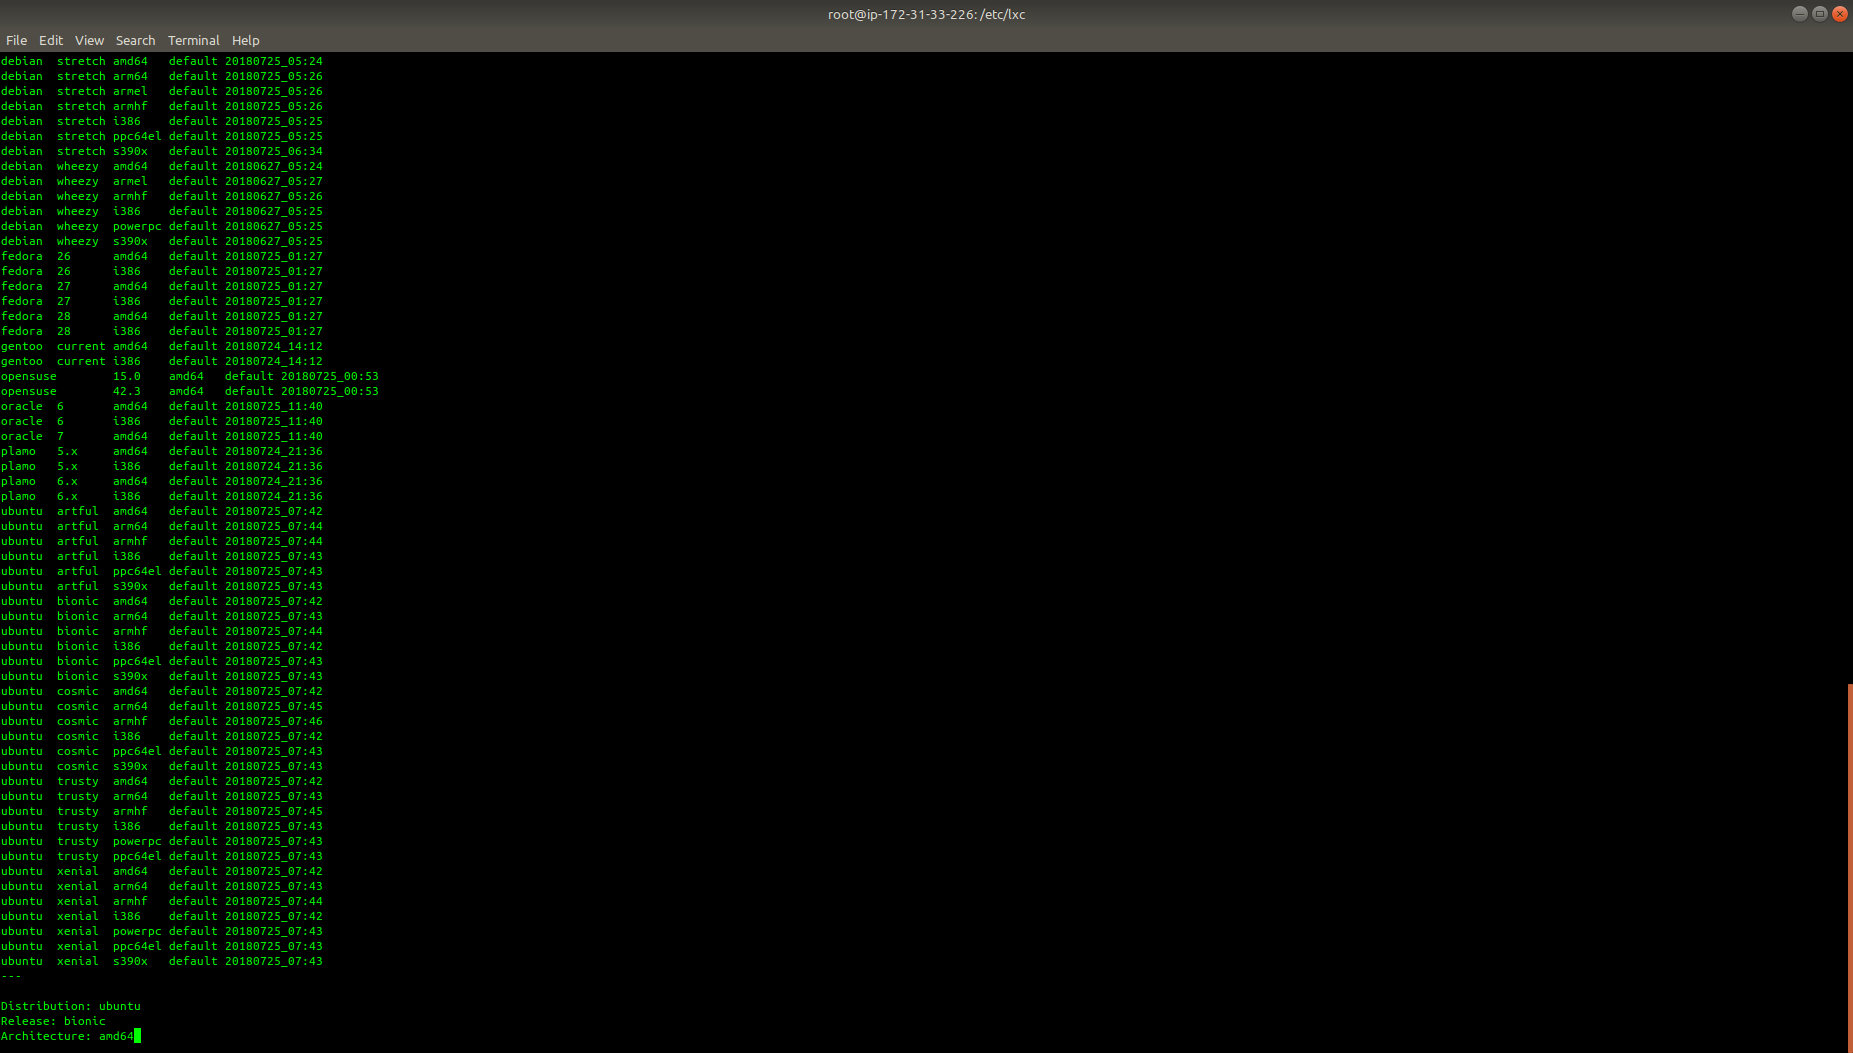 root@ip-172-31-33-226: /etc/lxc
File Edit View Search Terminal Help
debian  stretch amd64   default 20180725_05:24
debian  stretch arm64   default 20180725_05:26
debian  stretch armel   default 20180725_05:26
debian  stretch armhf   default 20180725_05:26
debian  stretch i386    default 20180725_05:25
debian  stretch ppc64el default 20180725_05:25
debian  stretch s390x   default 20180725_06:34
debian  wheezy  amd64   default 20180627_05:24
debian  wheezy  armel   default 20180627_05:27
debian  wheezy  armhf   default 20180627_05:26
debian  wheezy  i386    default 20180627_05:25
debian  wheezy  powerpc default 20180627_05:25
debian  wheezy  s390x   default 20180627_05:25
fedora  26      amd64   default 20180725_01:27
fedora  26      i386    default 20180725_01:27
fedora  27      amd64   default 20180725_01:27
fedora  27      i386    default 20180725_01:27
fedora  28      amd64   default 20180725_01:27
fedora  28      i386    default 20180725_01:27
gentoo  current amd64   default 20180724_14:12
gentoo  current i386    default 20180724_14:12
opensuse        15.0    amd64   default 20180725_00:53
opensuse        42.3    amd64   default 20180725_00:53
oracle  6       amd64   default 20180725_11:40
oracle  6       i386    default 20180725_11:40
oracle  7       amd64   default 20180725_11:40
plamo   5.x     amd64   default 20180724_21:36
plamo   5.x     i386    default 20180724_21:36
plamo   6.x     amd64   default 20180724_21:36
plamo   6.x     i386    default 20180724_21:36
ubuntu  artful  amd64   default 20180725_07:42
ubuntu  artful  arm64   default 20180725_07:44
ubuntu  artful  armhf   default 20180725_07:44
ubuntu  artful  i386    default 20180725_07:43
ubuntu  artful  ppc64el default 20180725_07:43
ubuntu  artful  s390x   default 20180725_07:43
ubuntu  bionic  amd64   default 20180725_07:42
ubuntu  bionic  arm64   default 20180725_07:43
ubuntu  bionic  armhf   default 20180725_07:44
ubuntu  bionic  i386    default 20180725_07:42
ubuntu  bionic  ppc64el default 20180725_07:43
ubuntu  bionic  s390x   default 20180725_07:43
ubuntu  cosmic  amd64   default 20180725_07:42
ubuntu  cosmic  arm64   default 20180725_07:45
ubuntu  cosmic  armhf   default 20180725_07:46
ubuntu  cosmic  i386    default 20180725_07:42
ubuntu  cosmic  ppc64el default 20180725_07:43
ubuntu  cosmic  s390x   default 20180725_07:43
ubuntu  trusty  amd64   default 20180725_07:42
ubuntu  trusty  arm64   default 20180725_07:43
ubuntu  trusty  armhf   default 20180725_07:45
ubuntu  trusty  i386    default 20180725_07:43
ubuntu  trusty  powerpc default 20180725_07:43
ubuntu  trusty  ppc64el default 20180725_07:43
ubuntu  xenial  amd64   default 20180725_07:42
ubuntu  xenial  arm64   default 20180725_07:43
ubuntu  xenial  armhf   default 20180725_07:44
ubuntu  xenial  i386    default 20180725_07:42
ubuntu  xenial  powerpc default 20180725_07:43
ubuntu  xenial  ppc64el default 20180725_07:43
ubuntu  xenial  s390x   default 20180725_07:43
---
Distribution: ubuntu
Release: bionic
Architecture: amd64